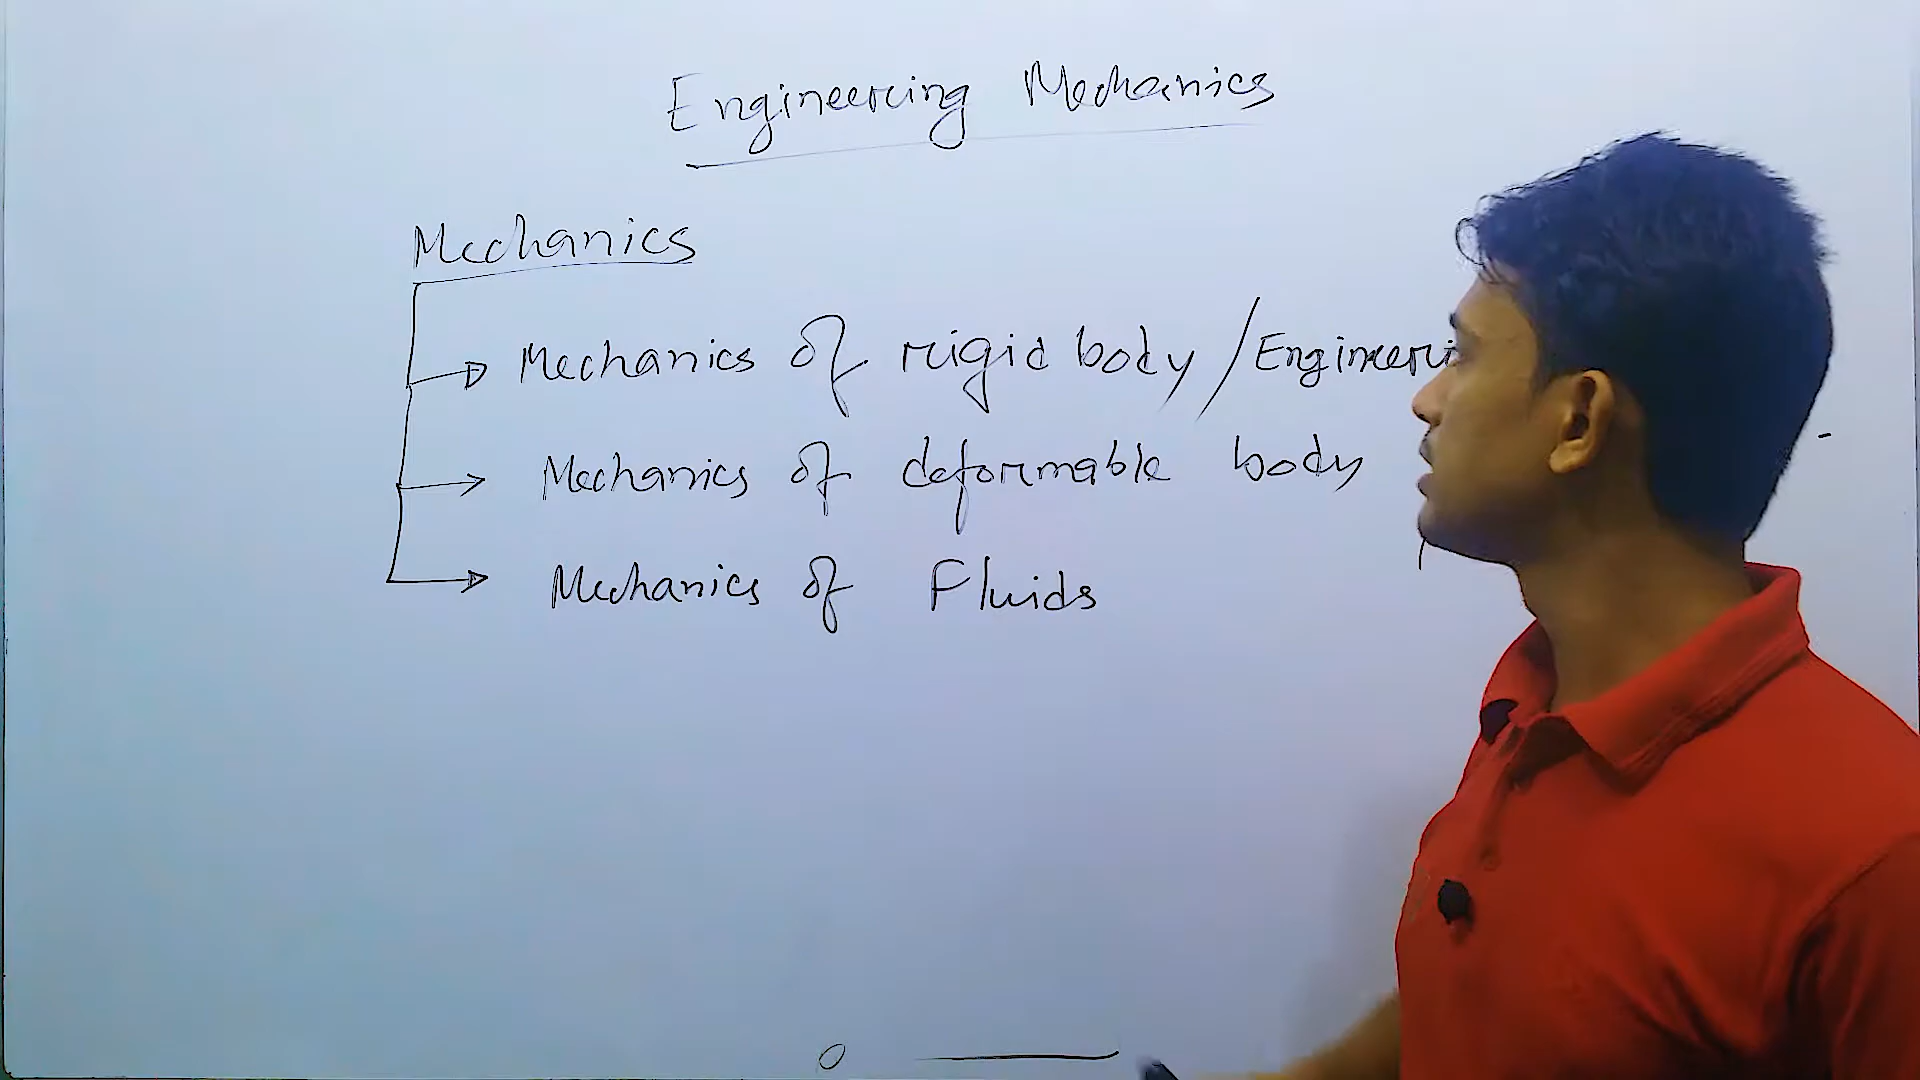 Engineering Mechanics
Mechanics
Mechanics of rigid body / Engineeri
Mechanics of deformable body
Mechanics of Fluids